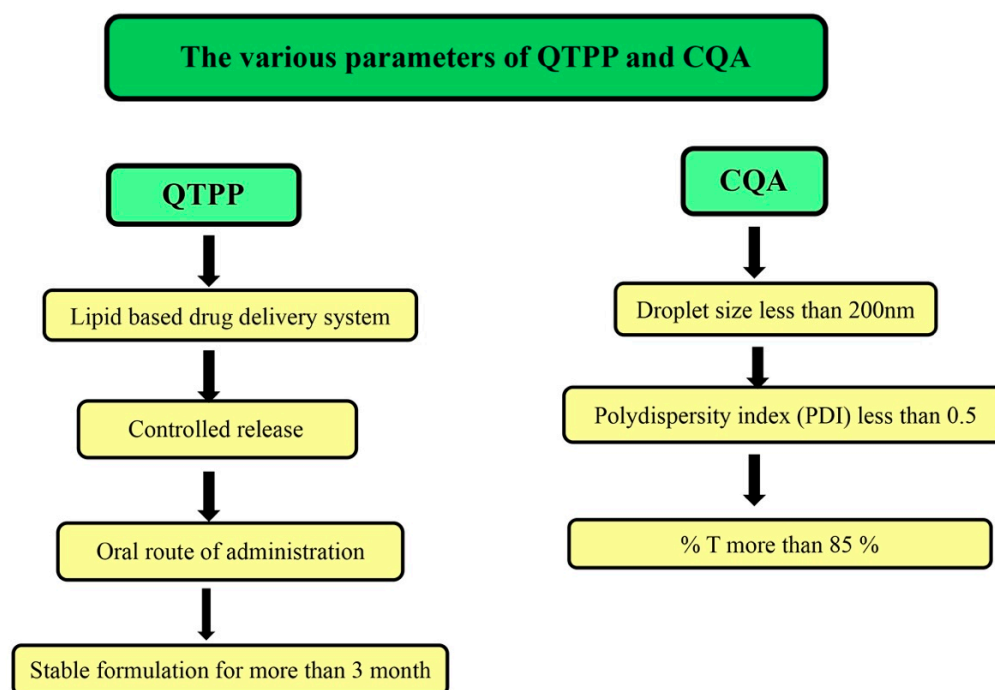 The various parameters of QTPP and CQA
QTPP
Lipid based drug delivery system
Controlled release
Oral route of administration
Stable formulation for more than 3 month
CQA
Droplet size less than 200nm
Polydispersity index (PDI) less than 0.5
% T more than 85 %